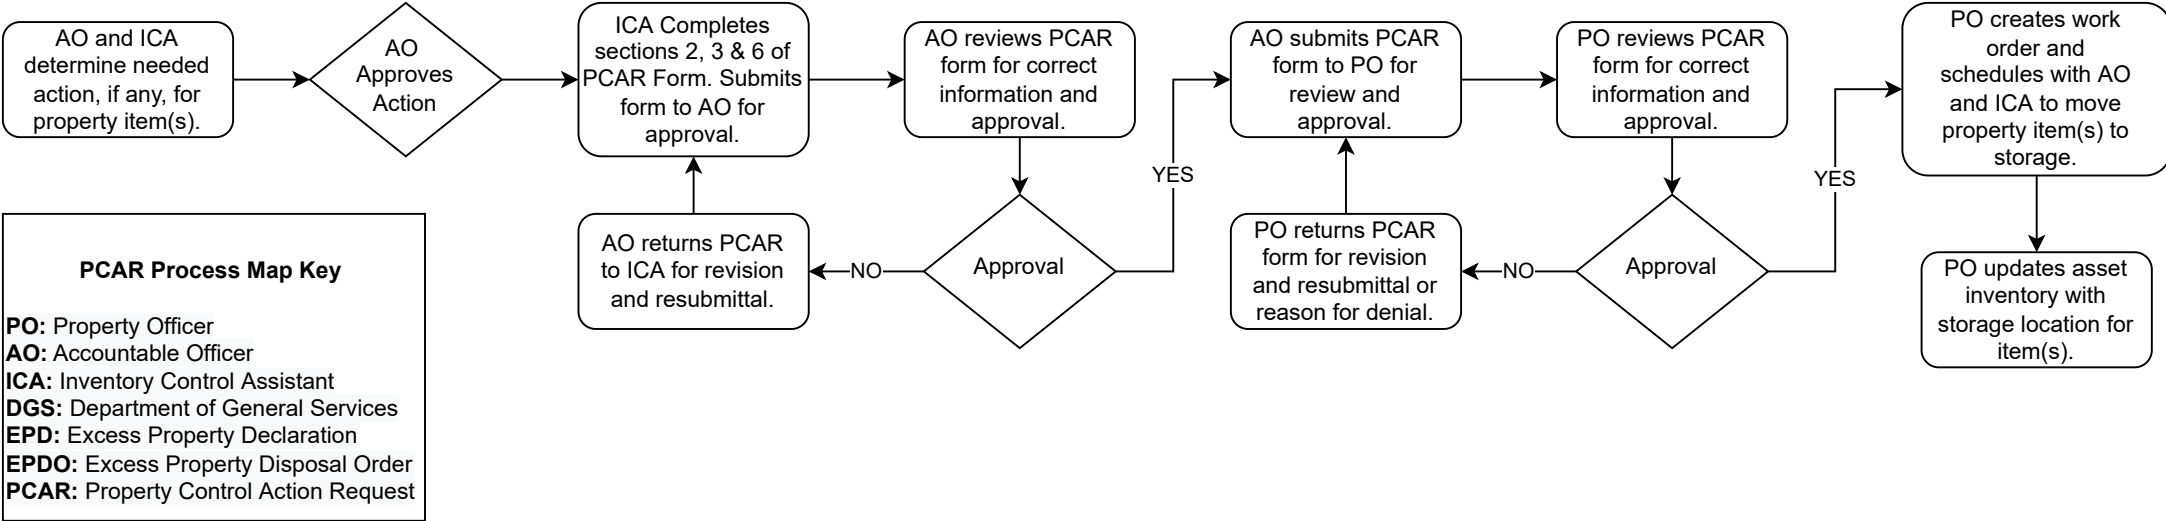 AO and ICA
determine needed
action, if any, for
property item(s).
AO
Approves
Action
ICA Completes
sections 2, 3 & 6 of
PCAR Form. Submits
form to AO for
approval.
AO reviews PCAR
form for correct
information and
approval.
AO submits PCAR
form to PO for
review and
approval.
PO reviews PCAR
form for correct
information and
approval.
PO creates work
order and
schedules with AO
and ICA to move
property item(s) to
storage.
YES
YES
AO returns PCAR
to ICA for revision
and resubmittal.
NO
Approval
PO returns PCAR
form for revision
and resubmittal or
reason for denial.
NO
Approval
PO updates asset
inventory with
storage location for
item(s).
PCAR Process Map Key
PO: Property Officer
AO: Accountable Officer
ICA: Inventory Control Assistant
DGS: Department of General Services
EPD: Excess Property Declaration
EPDO: Excess Property Disposal Order
PCAR: Property Control Action Request